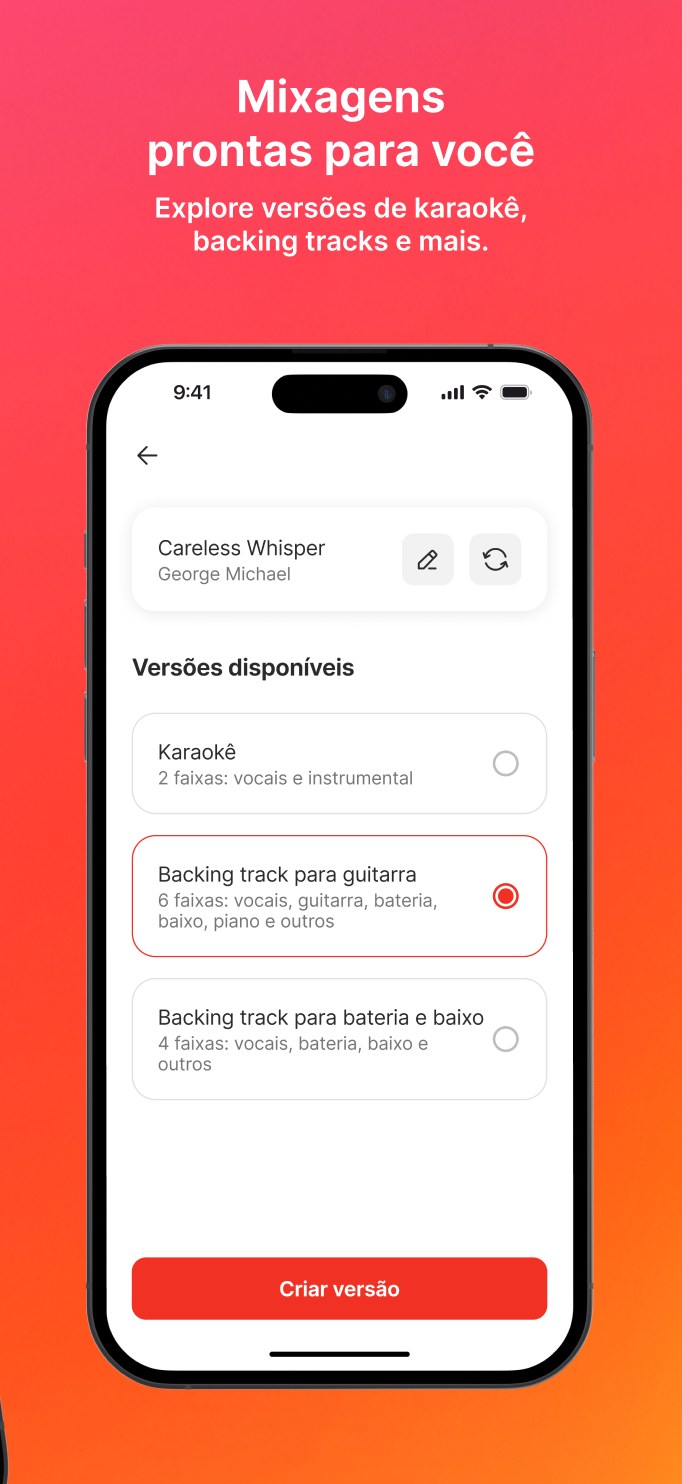 Mixagens
prontas para você
Explore versões de karaokê,
backing tracks e mais.
9:41
Careless Whisper
George Michael
Versões disponíveis
Karaokê
2 faixas: vocais e instrumental
Backing track para guitarra
6 faixas: vocais, guitarra, bateria,
baixo, piano e outros
Backing track para bateria e baixo
4 faixas: vocais, bateria, baixo e
outros
Criar versão